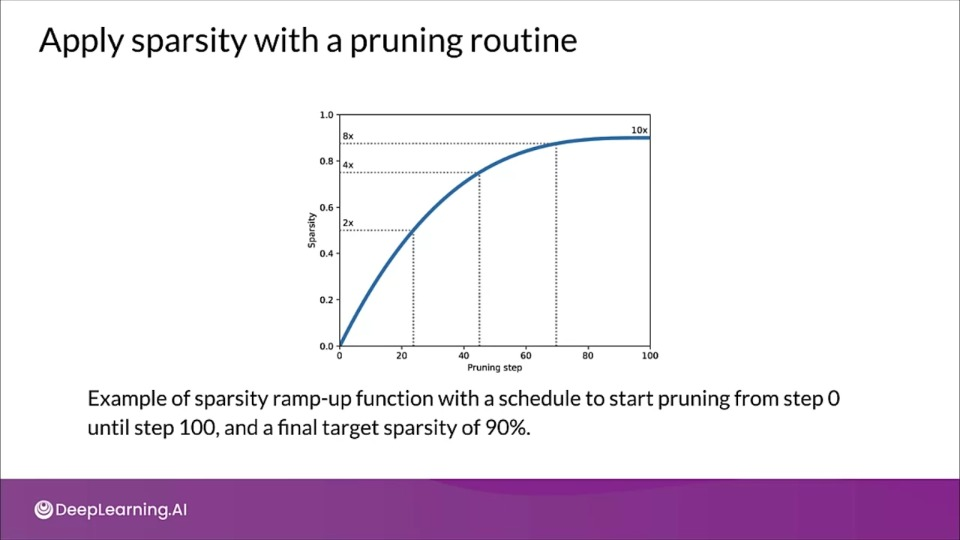 Apply sparsity with a pruning routine
1.0
8x
10x
0.8
4x
0.6
2x
Sparsity
0.4
0.2
0.0
0 20 40 60 80 100
Pruning step
Example of sparsity ramp-up function with a schedule to start pruning from step 0
until step 100, and a final target sparsity of 90%.
DeepLearning.AI